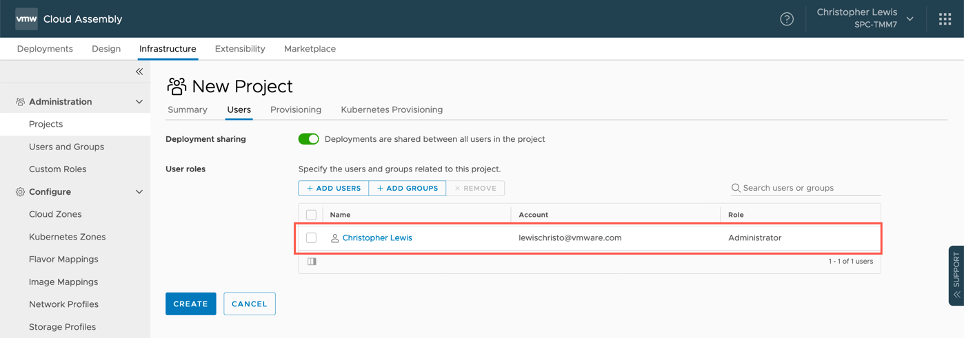 vmw Cloud Assembly
Christopher Lewis
SPC-TMM7
Deployments Design Infrastructure Extensibility Marketplace
Administration
Projects
Users and Groups
Custom Roles
Configure
Cloud Zones
Kubernetes Zones
Flavor Mappings
Image Mappings
Network Profiles
Storage Profiles
New Project
Summary Users Provisioning Kubernetes Provisioning
Deployment sharing Deployments are shared between all users in the project
User roles Specify the users and groups related to this project.
+ ADD USERS + ADD GROUPS × REMOVE Search users or groups
Name Account Role
Christopher Lewis lewischristo@vmware.com Administrator
1 - 1 of 1 users
CREATE CANCEL
SUPPORT